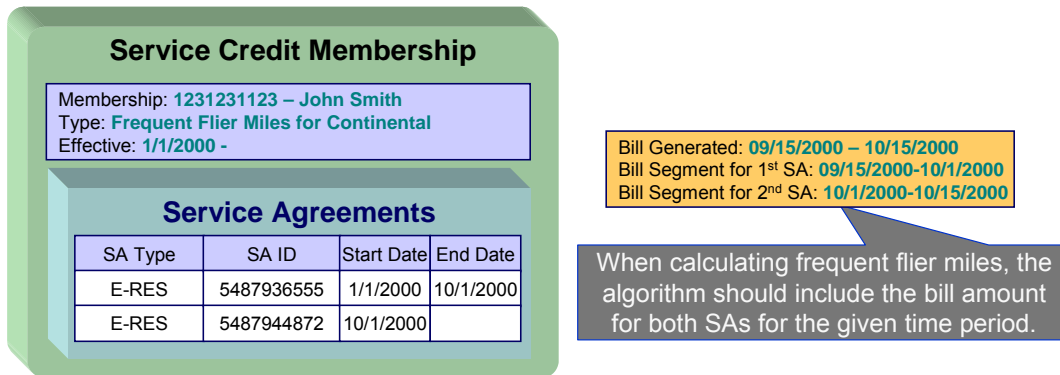 Service Credit Membership
Membership: 1231231123 – John Smith
Type: Frequent Flier Miles for Continental
Effective: 1/1/2000 -
Service Agreements
SA Type SA ID Start Date End Date
E-RES 5487936555 1/1/2000 10/1/2000
E-RES 5487944872 10/1/2000
Bill Generated: 09/15/2000 – 10/15/2000
Bill Segment for 1st SA: 09/15/2000-10/1/2000
Bill Segment for 2nd SA: 10/1/2000-10/15/2000
When calculating frequent flier miles, the
algorithm should include the bill amount
for both SAs for the given time period.